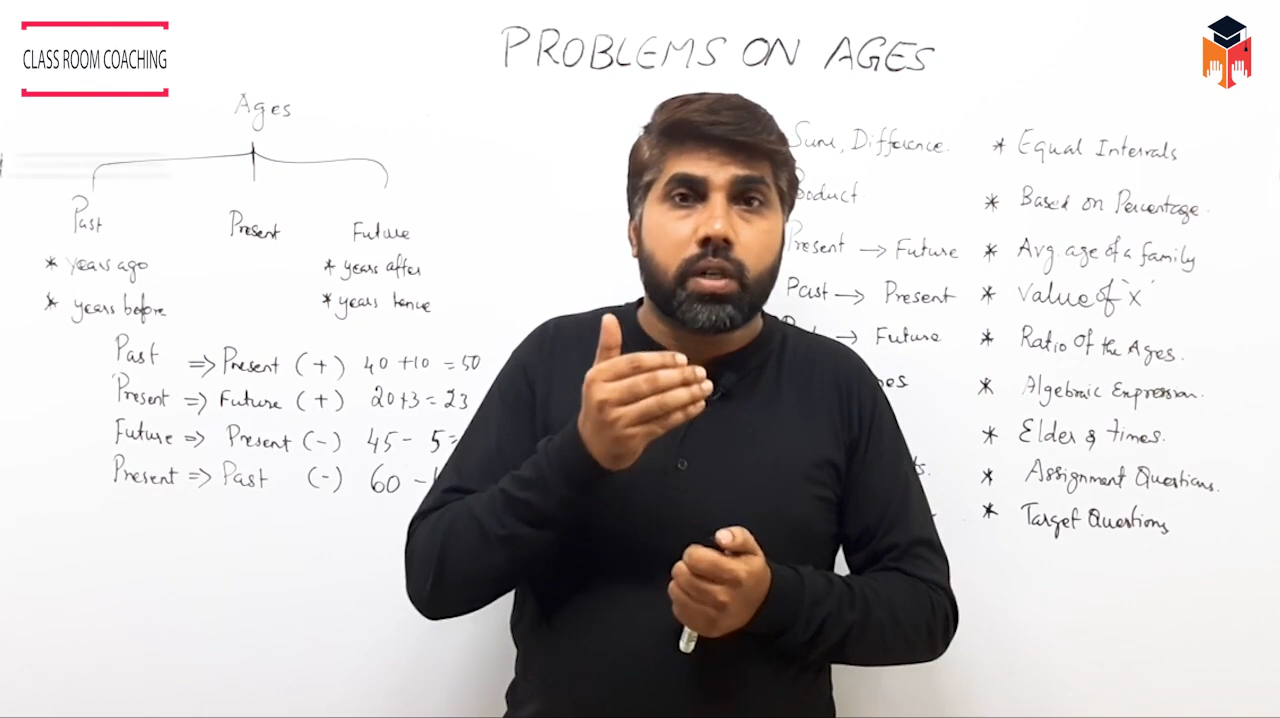 CLASS ROOM COACHING
PROBLEMS ON AGES
Ages
Past
Present
Future
* years ago
* years before
* years after
* years hence
Past => Present (+) 40 + 10 = 50
Present => Future (+) 20 + 3 = 23
Future => Present (-) 45 - 5 =
Present => Past (-) 60 -
Sum, Difference.
Product
Present → Future
Past → Present
→ Future
* Equal Intervals
* Based on Percentage.
* Avg. age of a family
* Value of 'x'
* Ratio Of the Ages.
* Algebric Expression.
* Elder & times.
* Assignment Questions.
* Target Questions